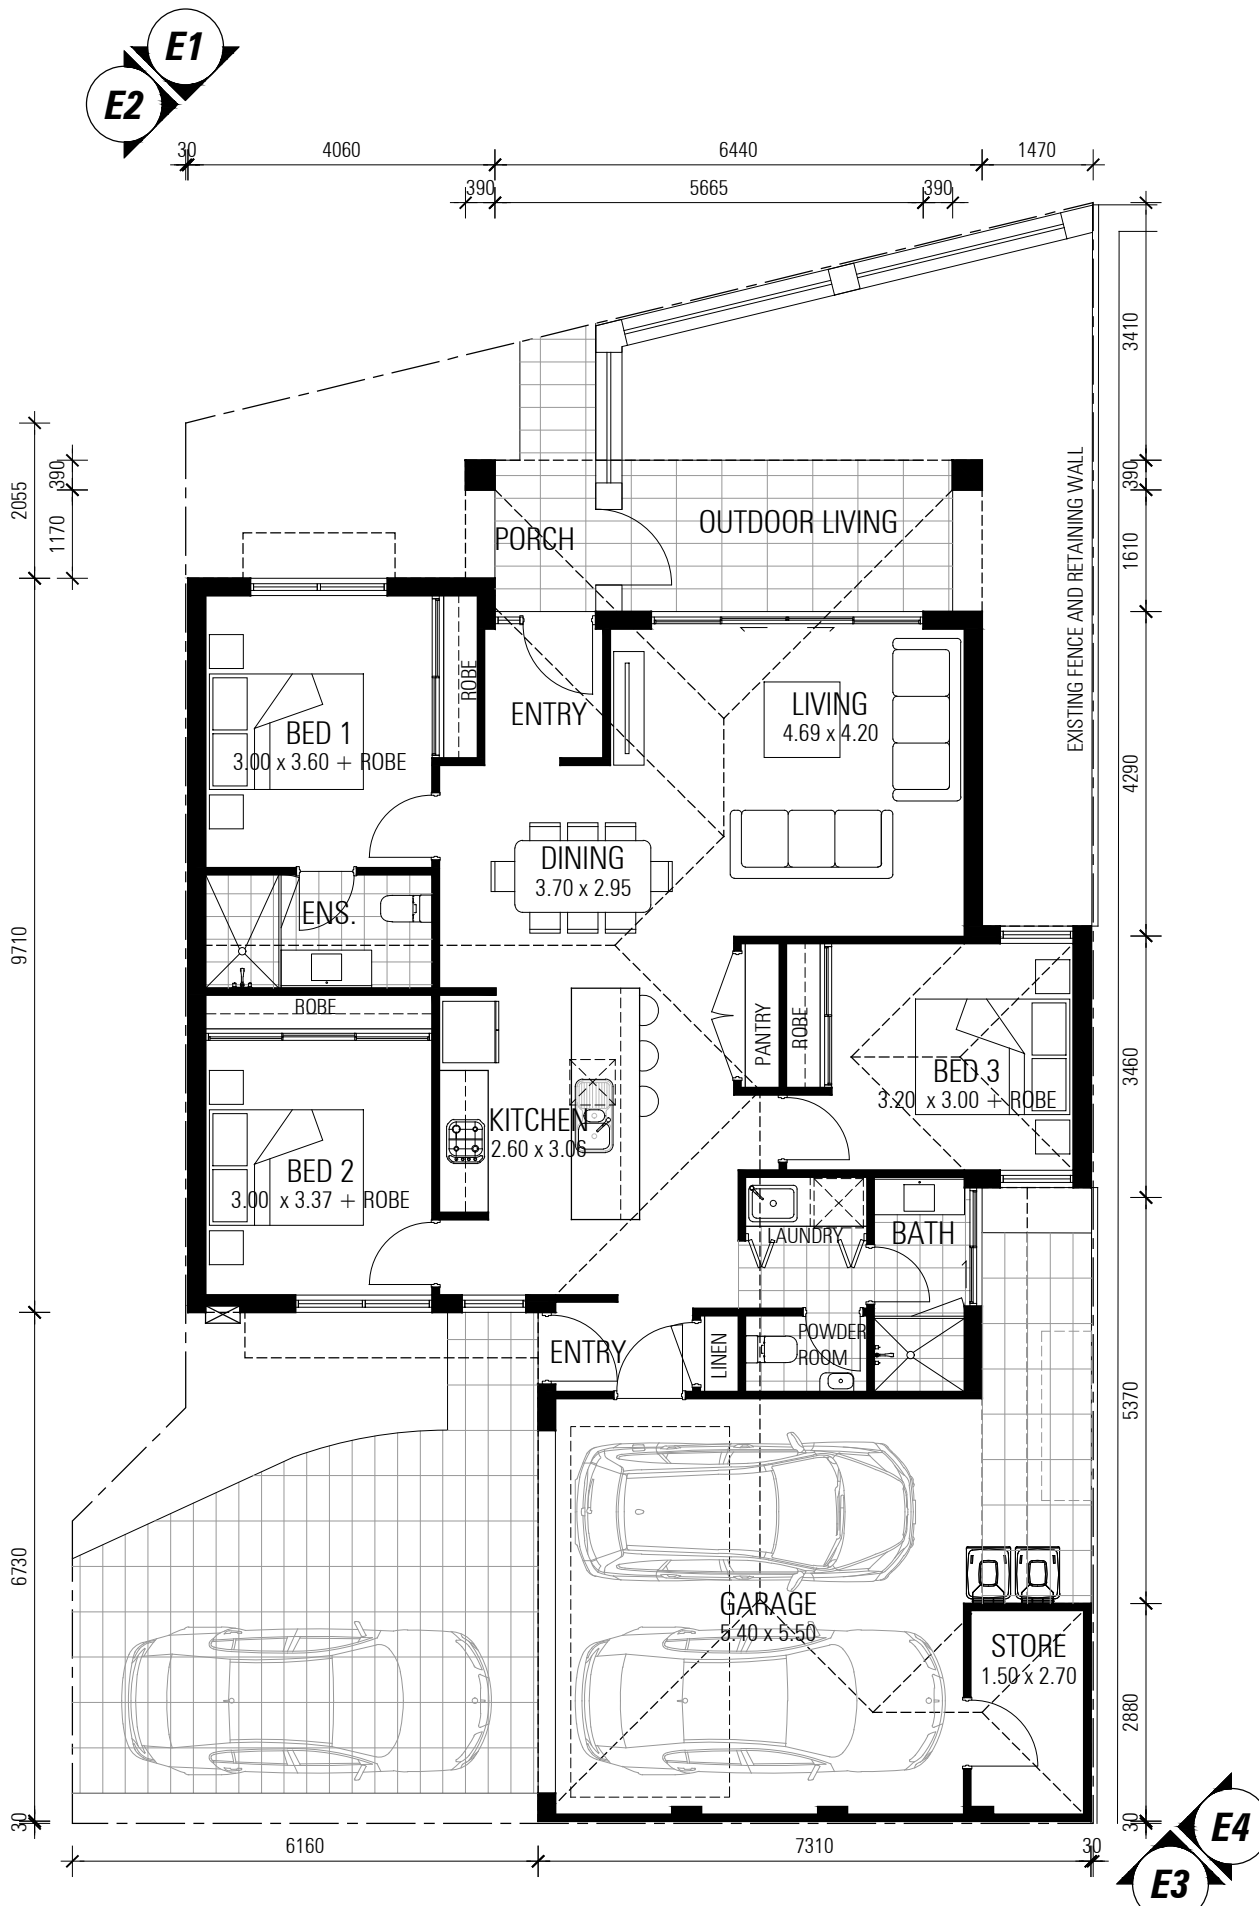 E1
E2
30
4060
6440
1470
390
5665
390
3410
2055
390
1170
390
1610
EXISTING FENCE AND RETAINING WALL
PORCH
OUTDOOR LIVING
ROBE
ENTRY
LIVING
4.69 x 4.20
BED 1
3.00 x 3.60 + ROBE
4290
DINING
3.70 x 2.95
ENS.
9710
ROBE
PANTRY
ROBE
BED 3
3.20 x 3.00 + ROBE
3460
KITCHEN
2.60 x 3.06
BED 2
3.00 x 3.37 + ROBE
LAUNDRY
BATH
ENTRY
LINEN
POWDER
ROOM
5370
6730
GARAGE
5.40 x 5.50
STORE
1.50 x 2.70
2880
30
30
6160
7310
30
E4
E3